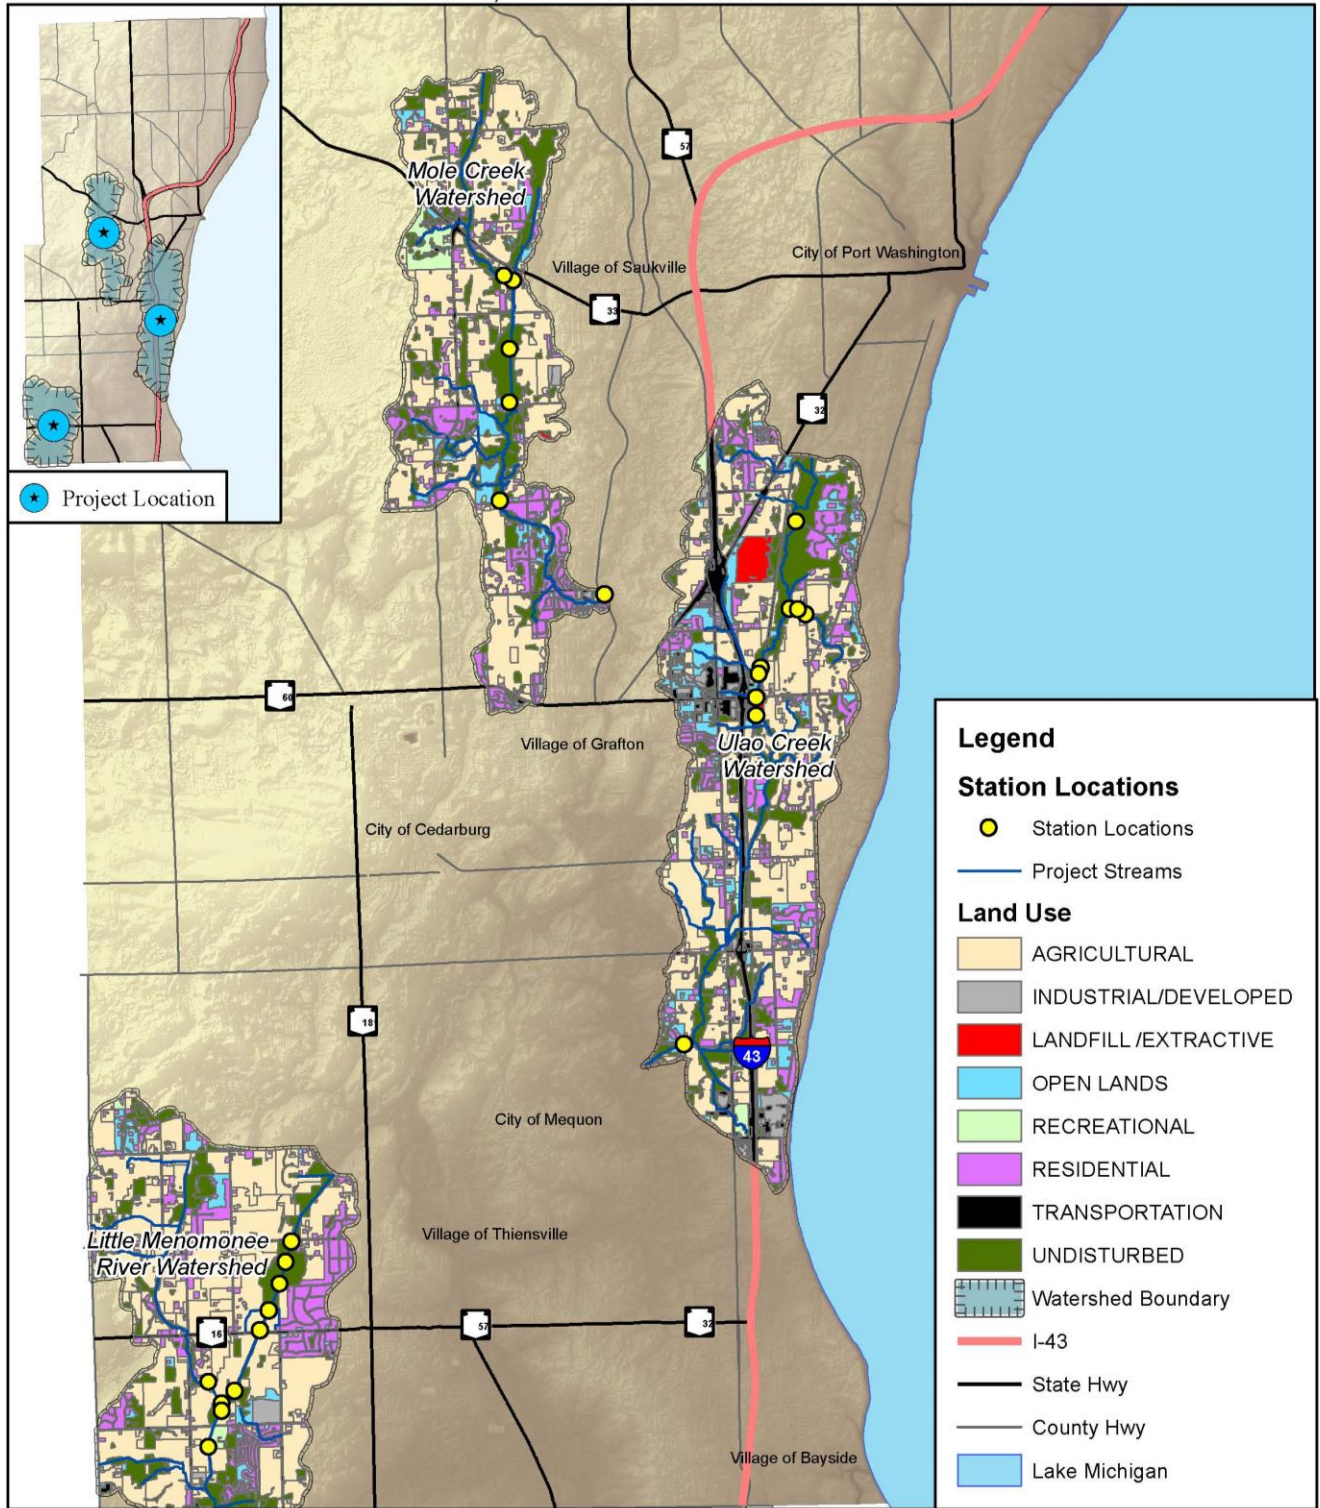 57
Mole Creek
Watershed
City of Port Washington
Village of Saukville
33
32
Project Location
60
Village of Grafton
Ulao Creek
Watershed
City of Cedarburg
18
43
City of Mequon
Village of Thiensville
Little Menomonee
River Watershed
16
57
32
Village of Bayside
Legend
Station Locations
Station Locations
Project Streams
Land Use
AGRICULTURAL
INDUSTRIAL/DEVELOPED
LANDFILL /EXTRACTIVE
OPEN LANDS
RECREATIONAL
RESIDENTIAL
TRANSPORTATION
UNDISTURBED
Watershed Boundary
I-43
State Hwy
County Hwy
Lake Michigan